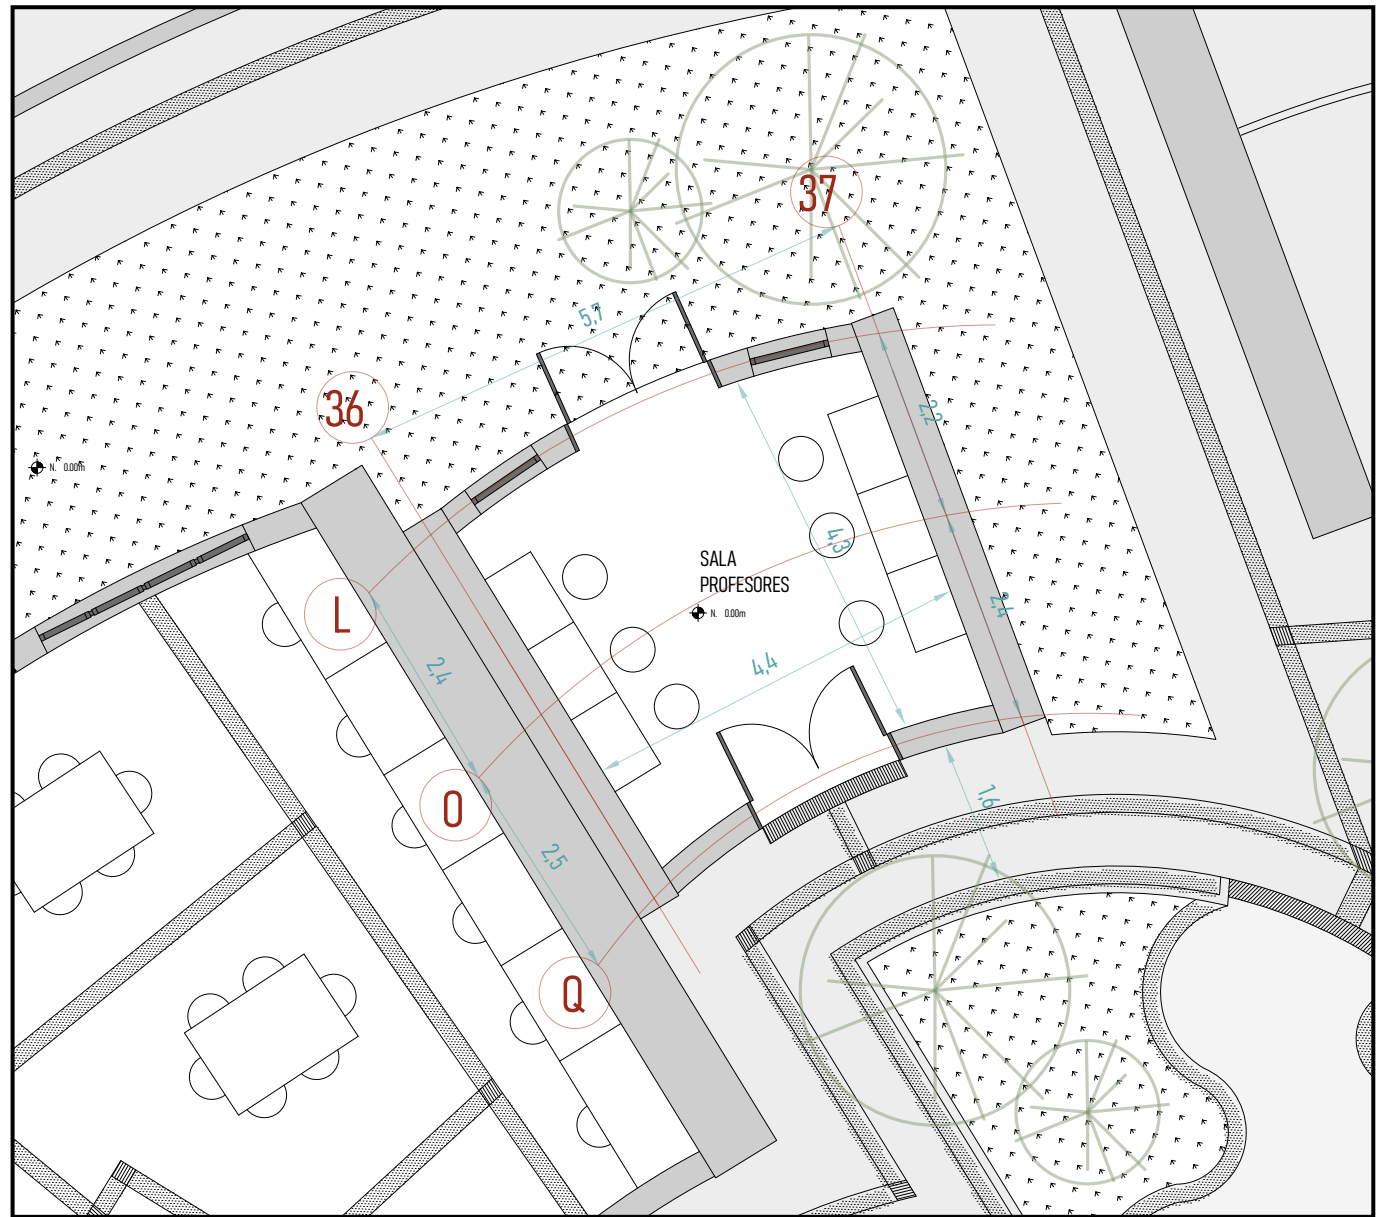 37
5,7
36
2,2
N. 0.00m
4,3
SALA
PROFESORES
N. 0.00m
L
2,4
2,4
4,4
O
1,6
2,5
Q